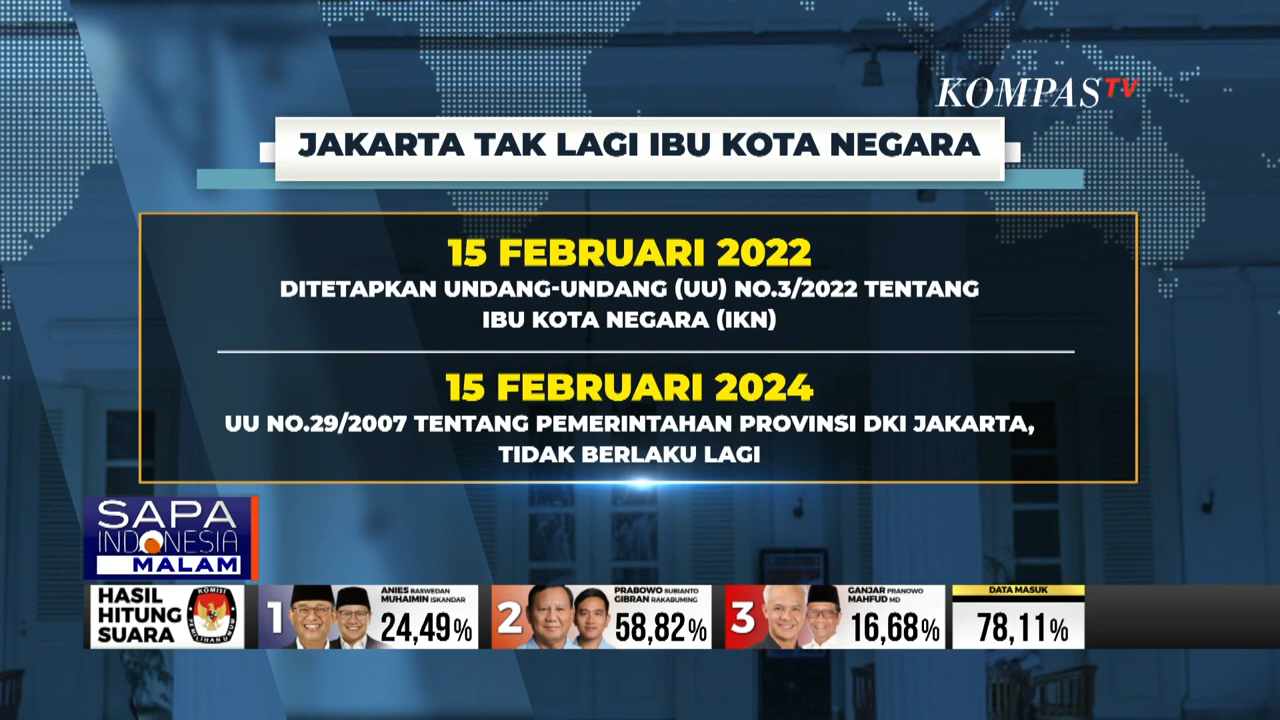 KOMPASTV
JAKARTA TAK LAGI IBU KOTA NEGARA
15 FEBRUARI 2022
DITETAPKAN UNDANG-UNDANG (UU) NO.3/2022 TENTANG
IBU KOTA NEGARA (IKN)
15 FEBRUARI 2024
UU NO.29/2007 TENTANG PEMERINTAHAN PROVINSI DKI JAKARTA,
TIDAK BERLAKU LAGI
SAPA
INDONESIA
MALAM
HASIL
HITUNG
SUARA
KOMISI
PEMILIHAN UMUM
1
ANIES BASWEDAN
MUHAIMIN ISKANDAR
24,49%
2
PRABOWO SUBIANTO
GIBRAN RAKABUMING
58,82%
3
GANJAR PRANOWO
MAHFUD MD
16,68%
DATA MASUK
78,11%